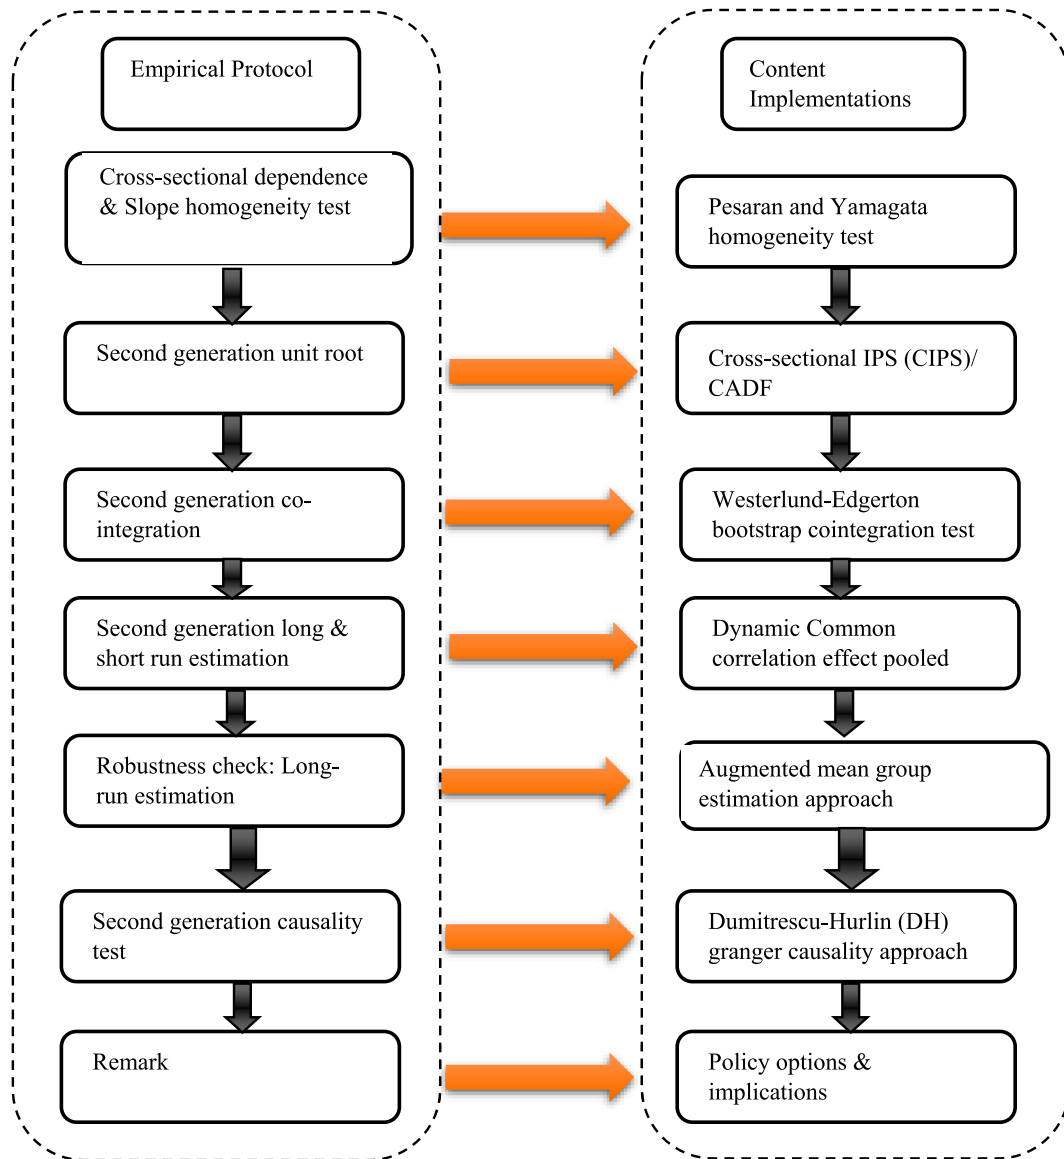 Empirical Protocol
Cross-sectional dependence
& Slope homogeneity test
Second generation unit root
Second generation co-
integration
Second generation long &
short run estimation
Robustness check: Long-
run estimation
Second generation causality
test
Remark
Content
Implementations
Pesaran and Yamagata
homogeneity test
Cross-sectional IPS (CIPS)/
CADF
Westerlund-Edgerton
bootstrap cointegration test
Dynamic Common
correlation effect pooled
Augmented mean group
estimation approach
Dumitrescu-Hurlin (DH)
granger causality approach
Policy options &
implications